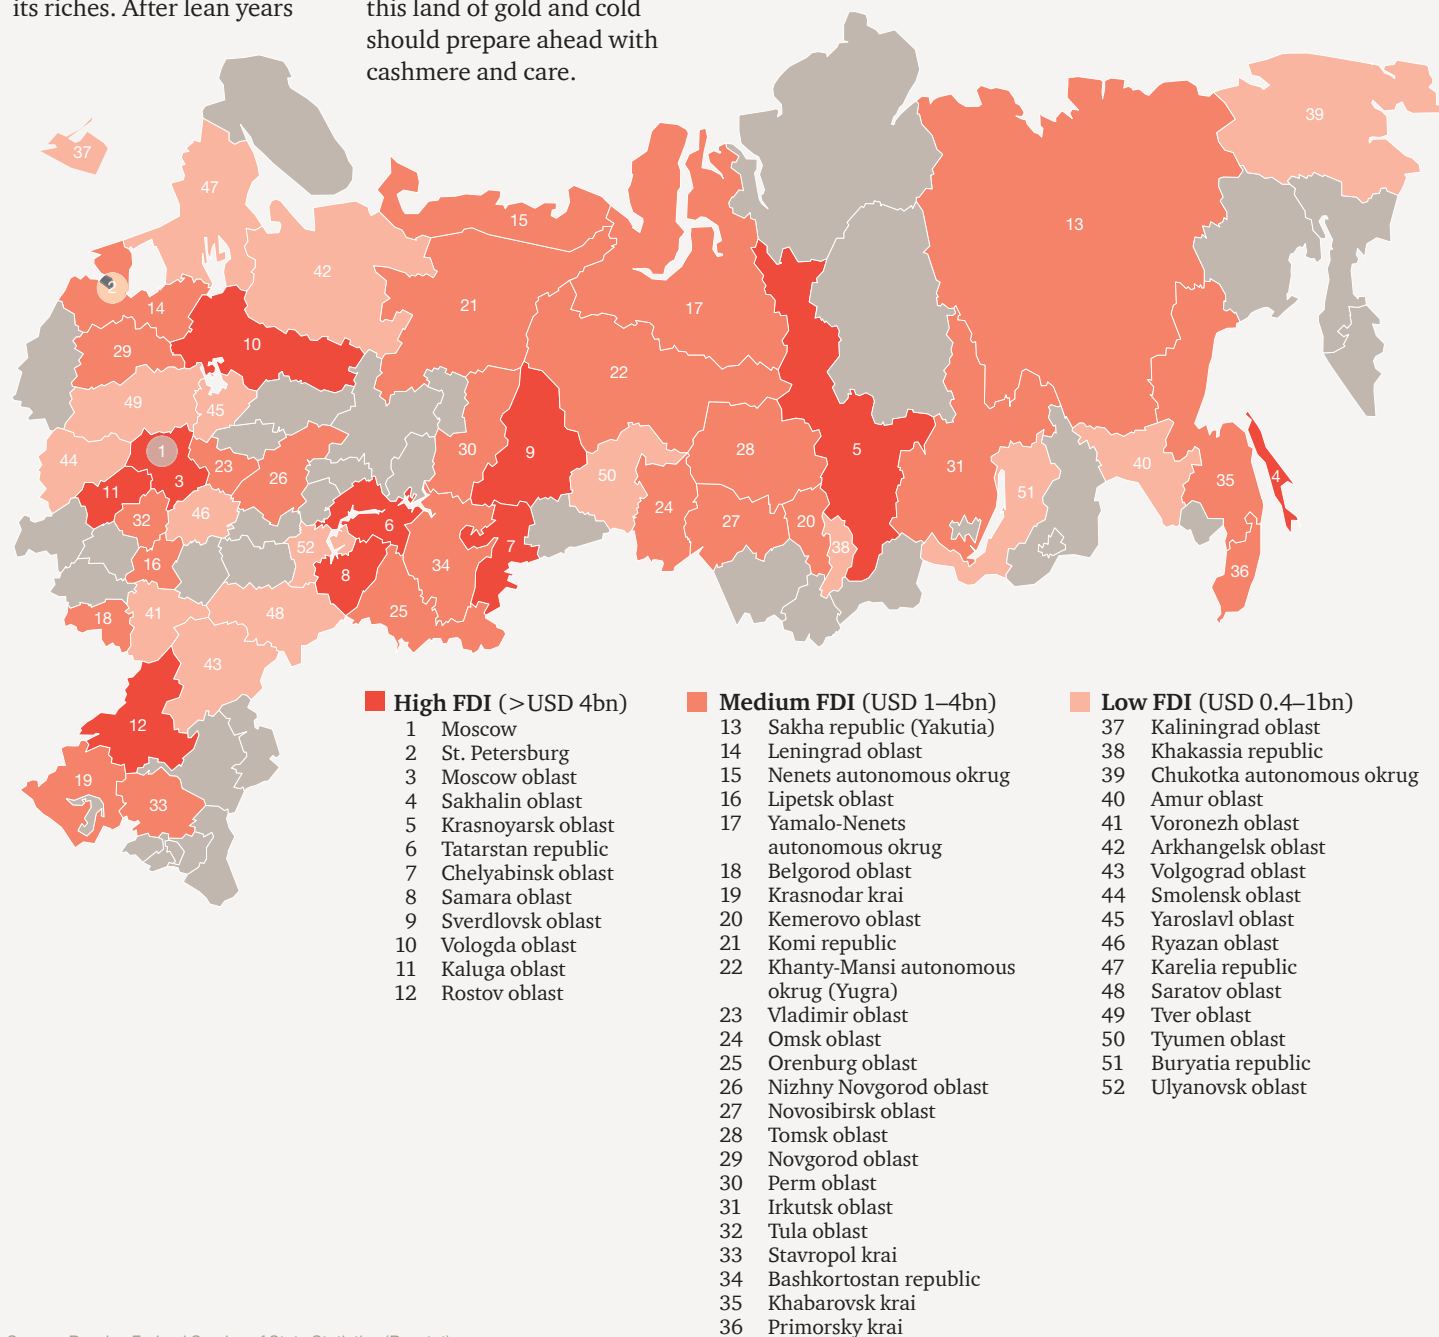 its riches. After lean years
this land of gold and cold
should prepare ahead with
cashmere and care.
37
47
39
15
13
42
2
14
21
17
10
29
22
49
45
1
44
3
23
26
30
9
28
5
31
40
50
51
35
4
11
32
46
24
27
20
6
52
7
38
16
8
34
36
18
41
48
25
43
12
19
33
High FDI (>USD 4bn)
1 Moscow
2 St. Petersburg
3 Moscow oblast
4 Sakhalin oblast
5 Krasnoyarsk oblast
6 Tatarstan republic
7 Chelyabinsk oblast
8 Samara oblast
9 Sverdlovsk oblast
10 Vologda oblast
11 Kaluga oblast
12 Rostov oblast
Medium FDI (USD 1–4bn)
13 Sakha republic (Yakutia)
14 Leningrad oblast
15 Nenets autonomous okrug
16 Lipetsk oblast
17 Yamalo-Nenets
autonomous okrug
18 Belgorod oblast
19 Krasnodar krai
20 Kemerovo oblast
21 Komi republic
22 Khanty-Mansi autonomous
okrug (Yugra)
23 Vladimir oblast
24 Omsk oblast
25 Orenburg oblast
26 Nizhny Novgorod oblast
27 Novosibirsk oblast
28 Tomsk oblast
29 Novgorod oblast
30 Perm oblast
31 Irkutsk oblast
32 Tula oblast
33 Stavropol krai
34 Bashkortostan republic
35 Khabarovsk krai
36 Primorsky krai
Low FDI (USD 0.4–1bn)
37 Kaliningrad oblast
38 Khakassia republic
39 Chukotka autonomous okrug
40 Amur oblast
41 Voronezh oblast
42 Arkhangelsk oblast
43 Volgograd oblast
44 Smolensk oblast
45 Yaroslavl oblast
46 Ryazan oblast
47 Karelia republic
48 Saratov oblast
49 Tver oblast
50 Tyumen oblast
51 Buryatia republic
52 Ulyanovsk oblast